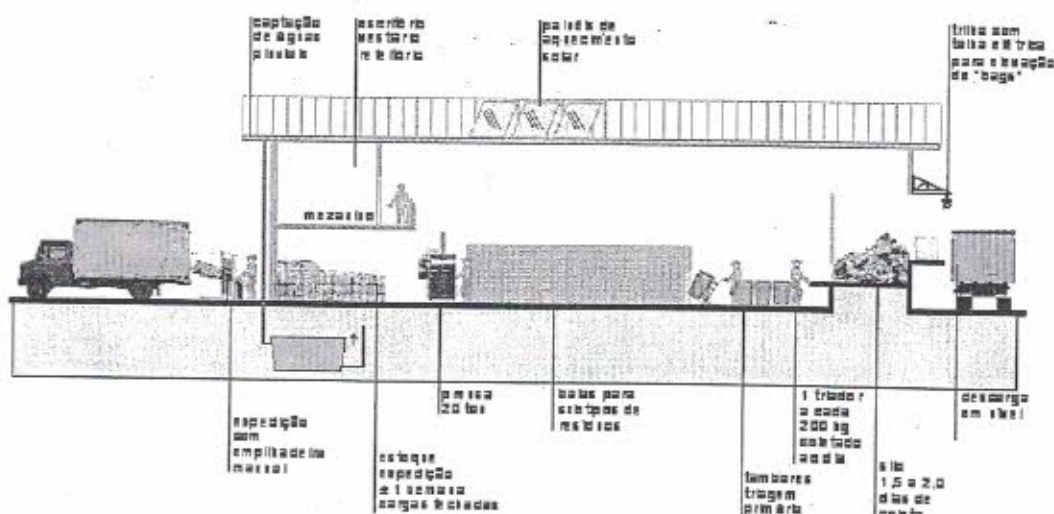 captação
de águas
pluviais
escritório
vestiário
refeitório
painéis de
aquecimento
solar
trilho com
talha elétrica
para elevação
de "bags"
mezanino
expedição
com
empilhadeira
manual
estoque
expedição
± 1 semana
cargas fechadas
prensa
20 ton
baias para
subtipos de
resíduos
tambores
triagem
primária
1 triador
a cada
200 kg
coletado
ao dia
silo
1,5 a 2,0
dias de
coleta
descarga
em nível